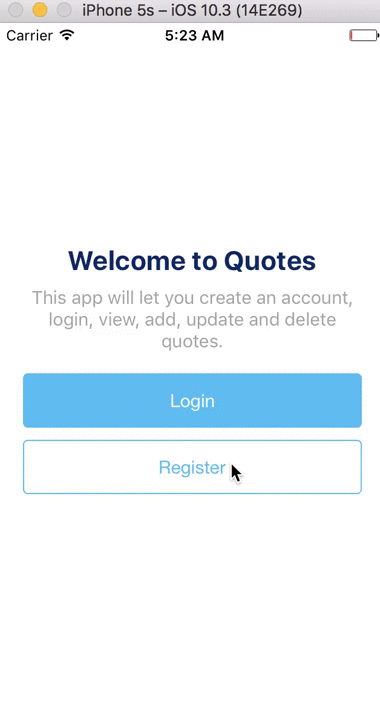 iPhone 5s – iOS 10.3 (14E269)
Carrier 5:23 AM
Welcome to Quotes
This app will let you create an account,
login, view, add, update and delete
quotes.
Login
Register